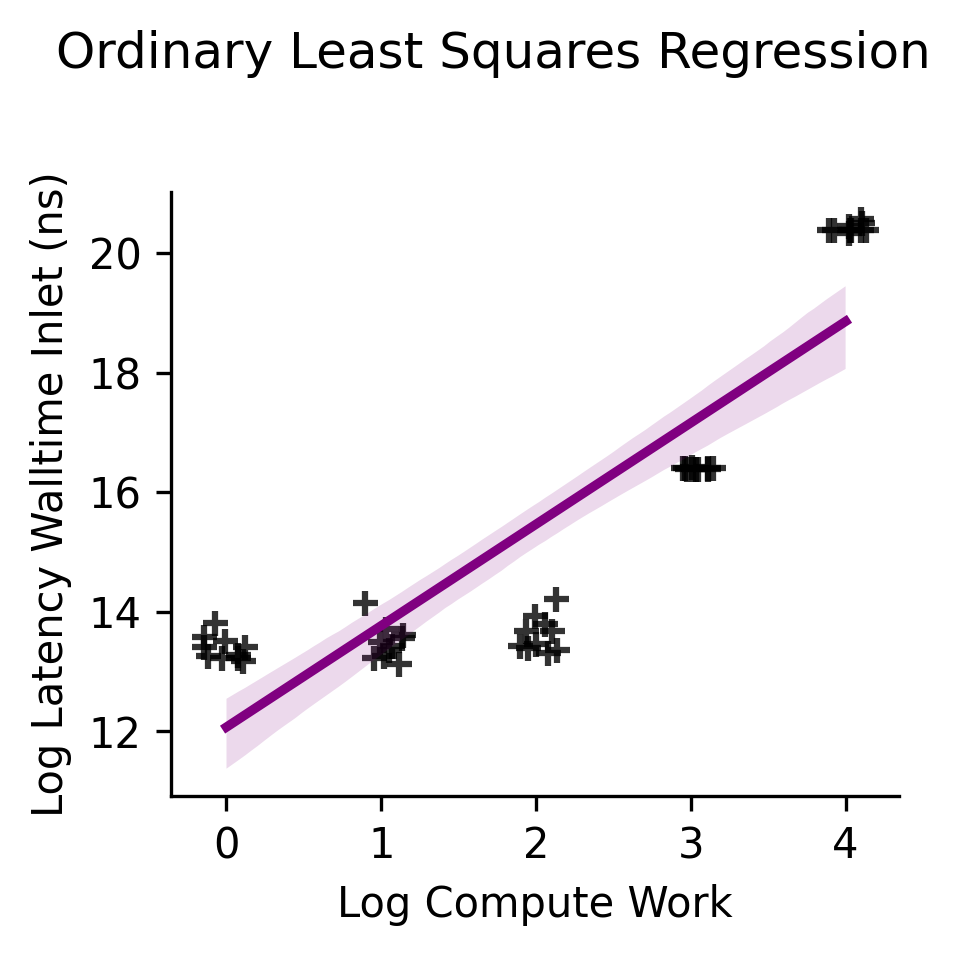 Ordinary Least Squares Regression
Log Latency Walltime Inlet (ns)
20
18
16
14
12
0 1 2 3 4
Log Compute Work